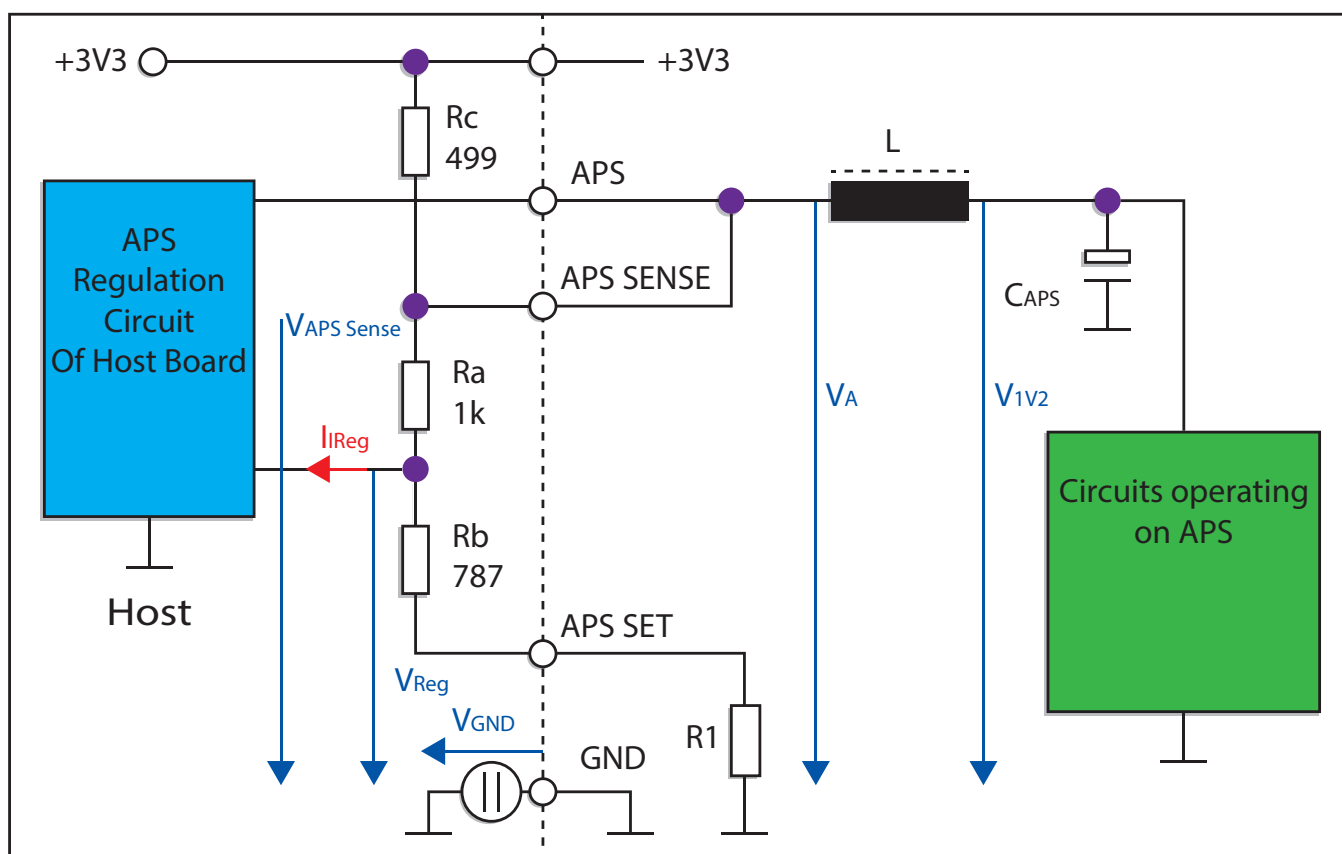 +3V3
+3V3
Rc
499
APS
L
APS
Regulation
Circuit
Of Host Board
APS SENSE
CAPS
VAPS Sense
Ra
1k
VA
V1V2
IIReg
Circuits operating
on APS
Rb
787
Host
APS SET
VReg
VGND
GND
R1